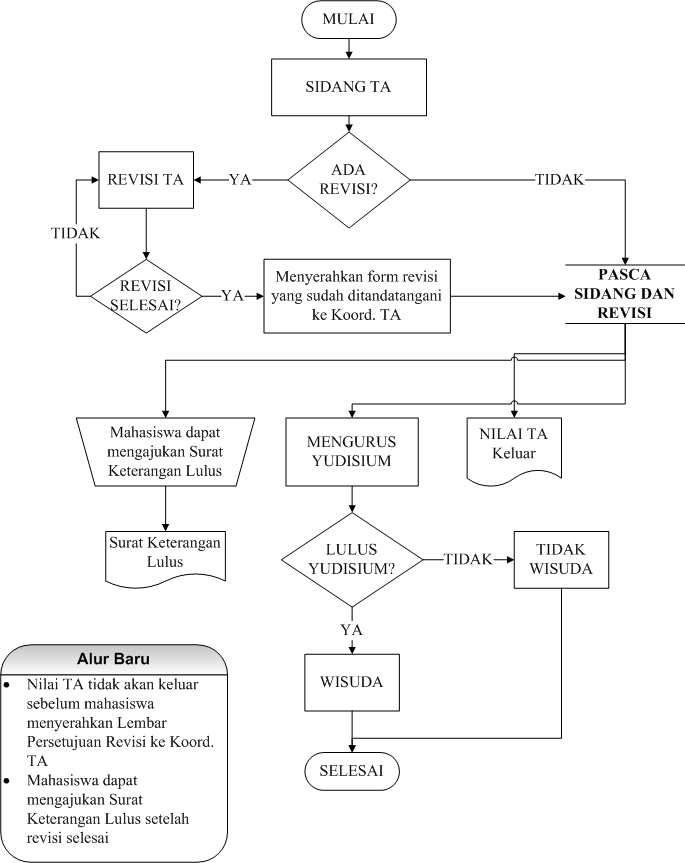 MULAI
SIDANG TA
ADA
REVISI?
YA
TIDAK
REVISI TA
TIDAK
REVISI
SELESAI?
YA
Menyerahkan form revisi
yang sudah ditandatangani
ke Koord. TA
PASCA
SIDANG DAN
REVISI
Mahasiswa dapat
mengajukan Surat
Keterangan Lulus
MENGURUS
YUDISIUM
NILAI TA
Keluar
Surat Keterangan
Lulus
LULUS
YUDISIUM?
TIDAK
TIDAK
WISUDA
YA
WISUDA
SELESAI
Alur Baru
• Nilai TA tidak akan keluar
sebelum mahasiswa
menyerahkan Lembar
Persetujuan Revisi ke Koord.
TA
• Mahasiswa dapat
mengajukan Surat
Keterangan Lulus setelah
revisi selesai